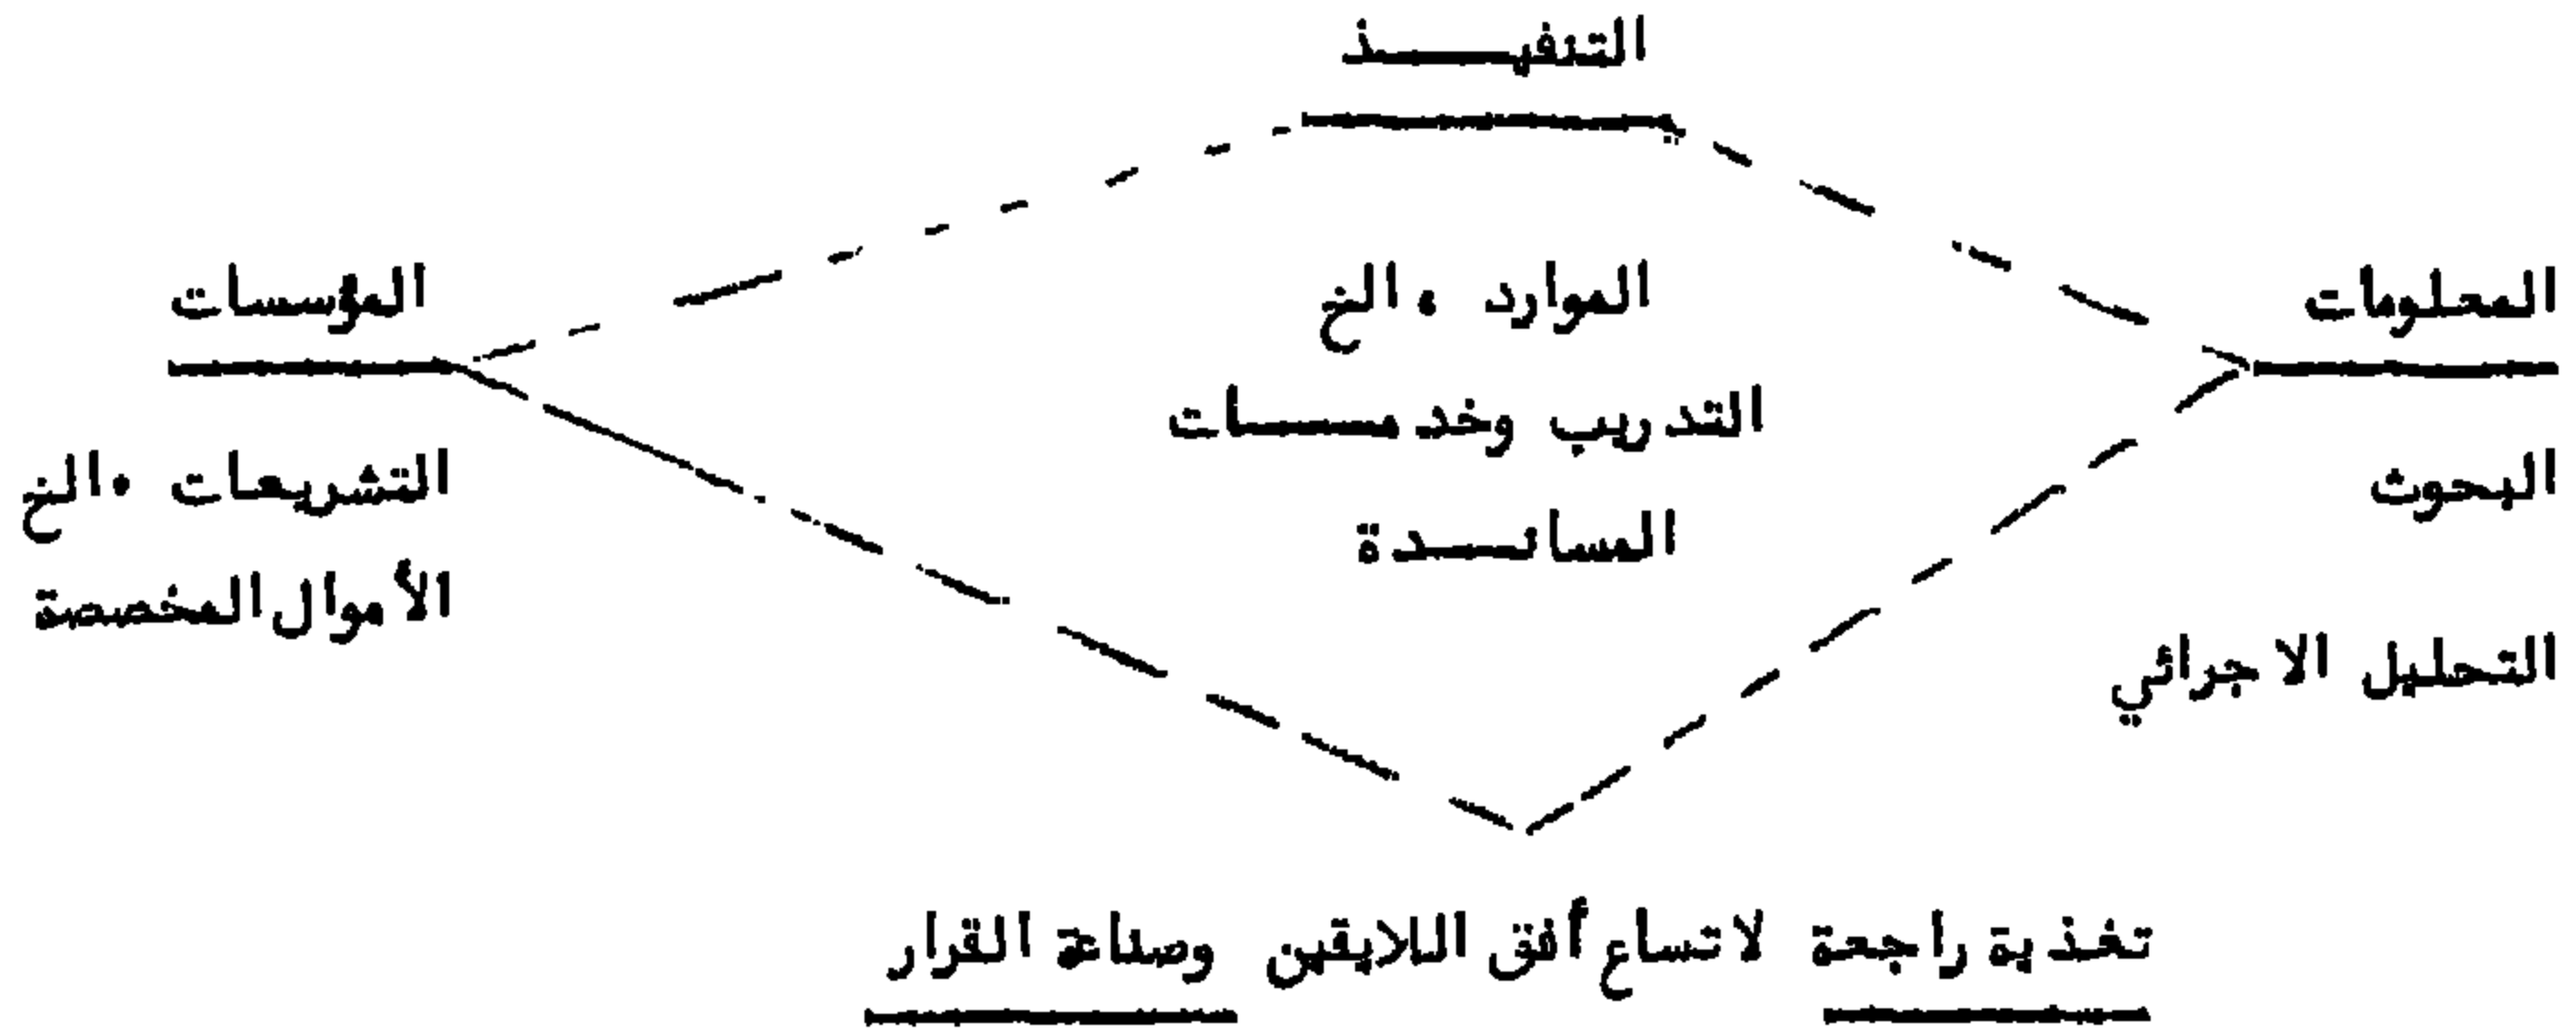 التنفيذ
المعلومات
البحوث
التحليل الاجرائي
الموارد ، الخ
التدريب وخدمات
المساندة
المؤسسات
التشريعات ،الخ
الأموال المخصصة
تغذية راجعة لاتساع أفق اللايقين وصناعة القرار